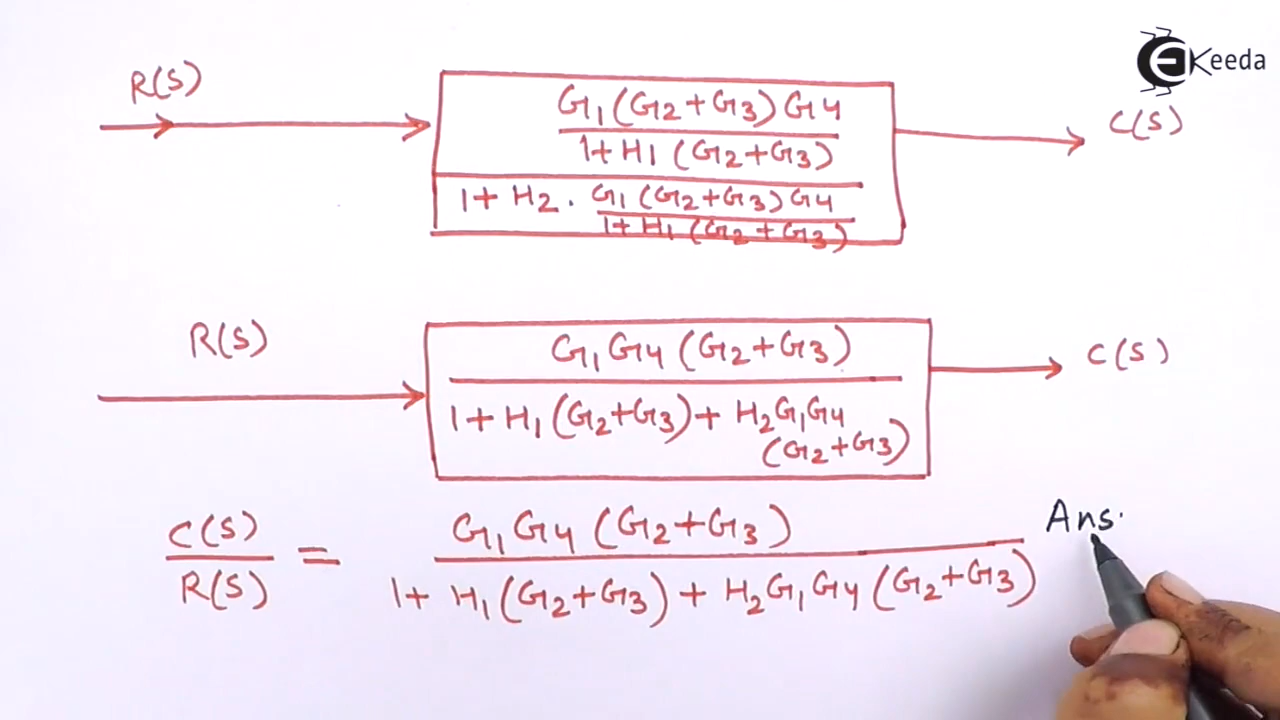 Keeda
R(S)
G1(G2+G3)G4
1+H1(G2+G3)
1+H2. G1(G2+G3)G4
1+H1(G2+G3)
C(S)
R(S)
G1G4(G2+G3)
1+H1(G2+G3)+H2G1G4
(G2+G3)
C(S)
C(S)
R(S)
=
G1G4(G2+G3)
1+ H1(G2+G3)+ H2G1G4(G2+G3)
Ans.